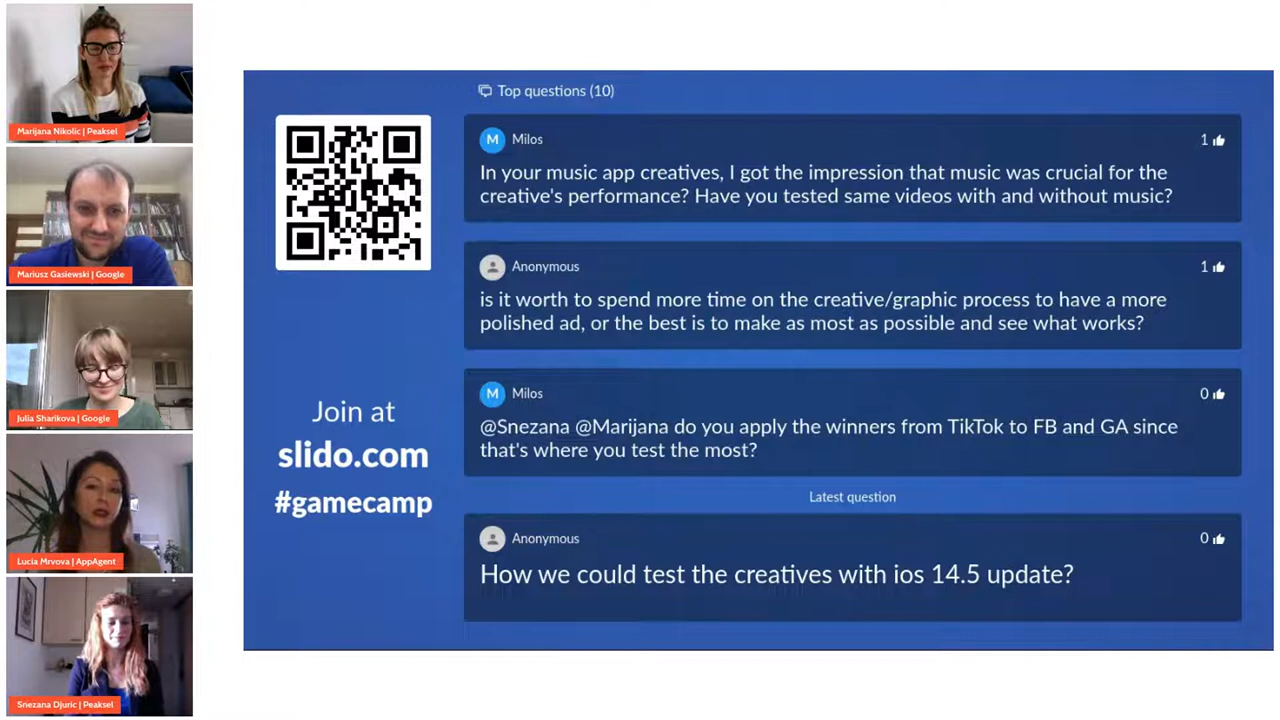 Marijana Nikolic | Peaksel
Mariusz Gasiewski | Google
Julia Sharikova | Google
Lucia Mrvova | AppAgent
Snezana Djuric | Peaksel
Join at
slido.com
#gamecamp
Top questions (10)
M Milos 1
In your music app creatives, I got the impression that music was crucial for the
creative's performance? Have you tested same videos with and without music?
Anonymous 1
is it worth to spend more time on the creative/graphic process to have a more
polished ad, or the best is to make as most as possible and see what works?
M Milos 0
@Snezana @Marijana do you apply the winners from TikTok to FB and GA since
that's where you test the most?
Latest question
Anonymous 0
How we could test the creatives with ios 14.5 update?